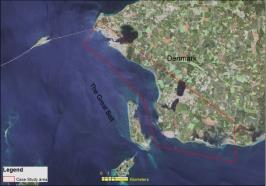 Denmark
The Great Belt
Legend
Case Study area
Kilometers